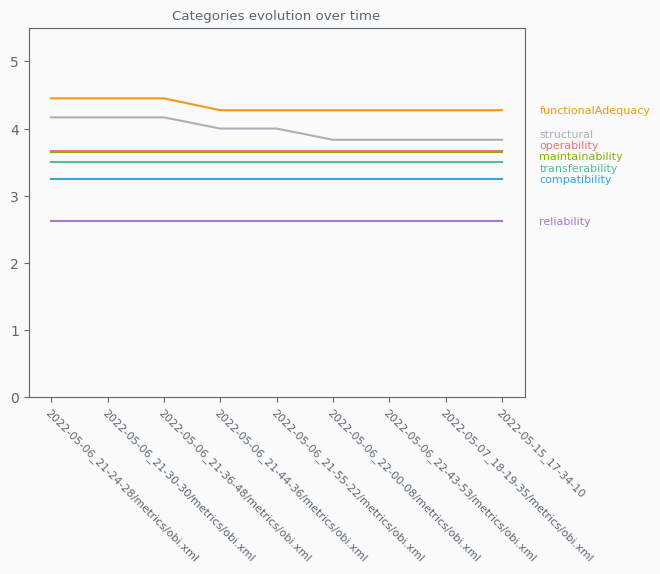 Categories evolution over time
5
4
3
2
1
0
functionalAdequacy
structural
operability
maintainability
transferability
compatibility
reliability
2022-05-06_21-24-28/metrics/obi.xml
2022-05-06_21-30-30/metrics/obi.xml
2022-05-06_21-36-48/metrics/obi.xml
2022-05-06_21-44-36/metrics/obi.xml
2022-05-06_21-55-22/metrics/obi.xml
2022-05-06_22-00-08/metrics/obi.xml
2022-05-06_22-43-53/metrics/obi.xml
2022-05-07_18-19-35/metrics/obi.xml
2022-05-15_17-34-10